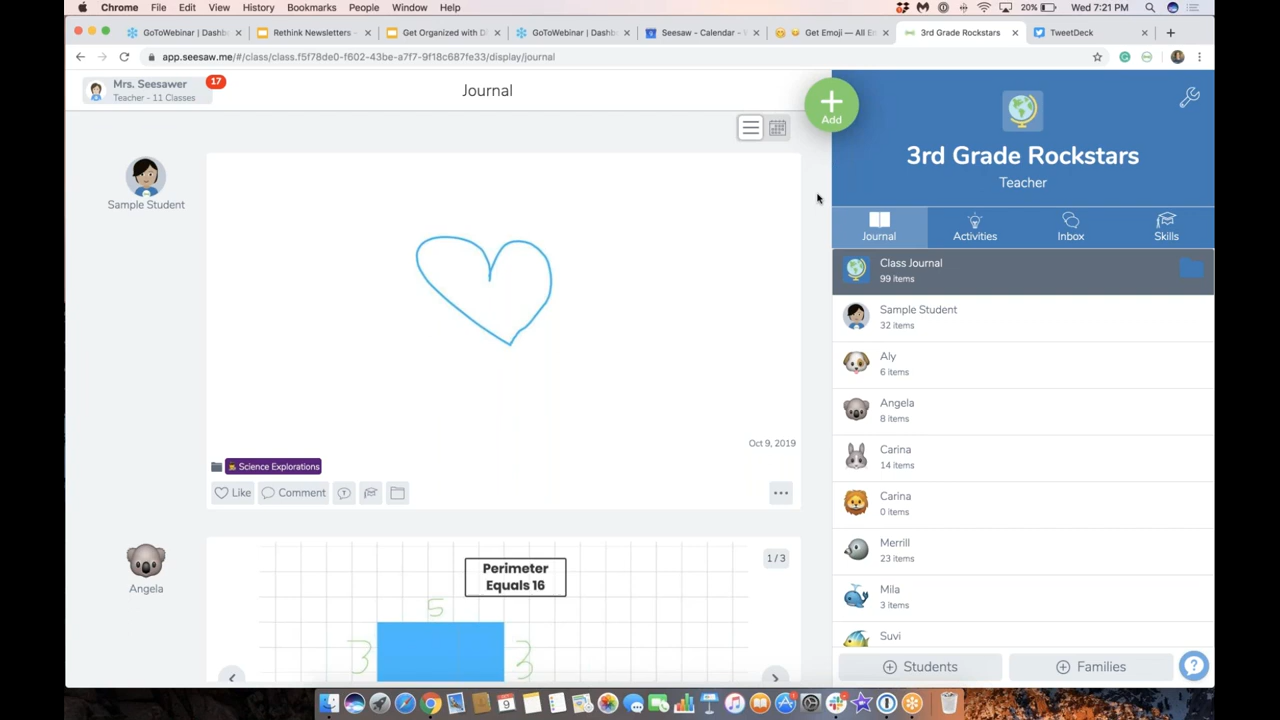 Chrome File Edit View History Bookmarks People Window Help
20% Wed 7:21 PM
GoToWebinar | Dashb
Rethink Newsletters -
Get Organized with D
GoToWebinar | Dashb
Seesaw - Calendar -
Get Emoji — All E
3rd Grade Rockstars
TweetDeck
app.seesaw.me/#/class/class.f5f78de0-f602-43be-a7f7-9f18c687fe33/display/journal
Mrs. Seesawer
17
Teacher - 11 Classes
Journal
Add
3rd Grade Rockstars
Teacher
Journal
Activities
Inbox
Skills
Sample Student
Oct 9, 2019
Science Explorations
Like
Comment
Angela
1 / 3
Perimeter
Equals 16
5
3
3
Class Journal
99 items
Sample Student
32 items
Aly
6 items
Angela
8 items
Carina
14 items
Carina
0 items
Merrill
23 items
Mila
3 items
Suvi
Students
Families
?
9